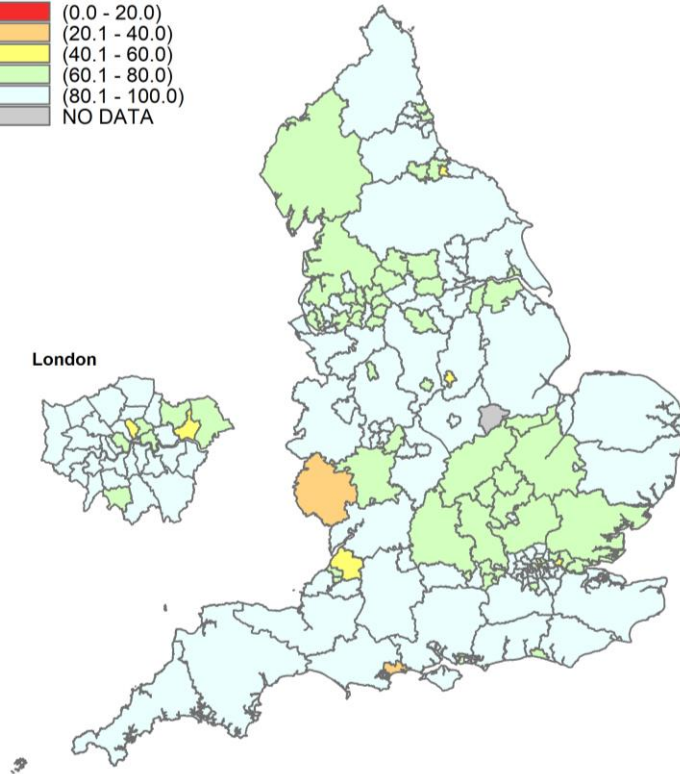 (0.0 - 20.0)
(20.1 - 40.0)
(40.1 - 60.0)
(60.1 - 80.0)
(80.1 - 100.0)
NO DATA
London